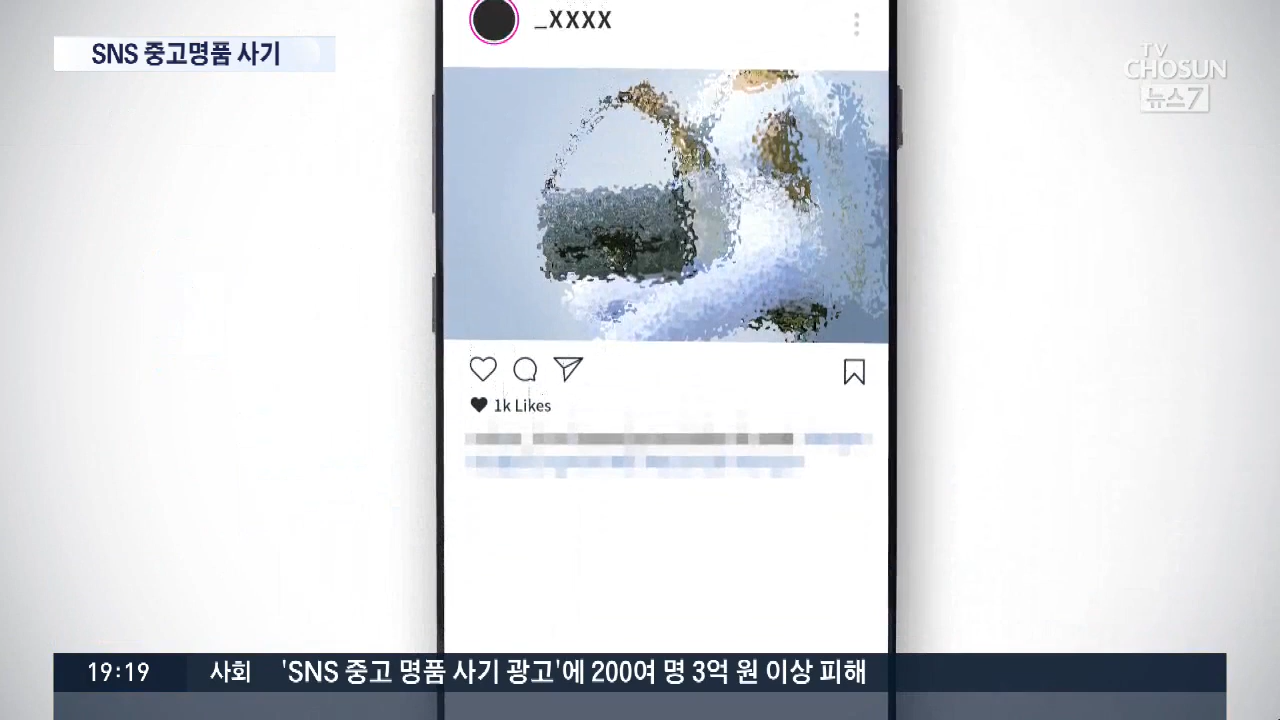 _XXXX
SNS 중고명품 사기
TV
CHOSUN
뉴스7
1k Likes
19:19 사회 'SNS 중고 명품 사기 광고'에 200여 명 3억 원 이상 피해